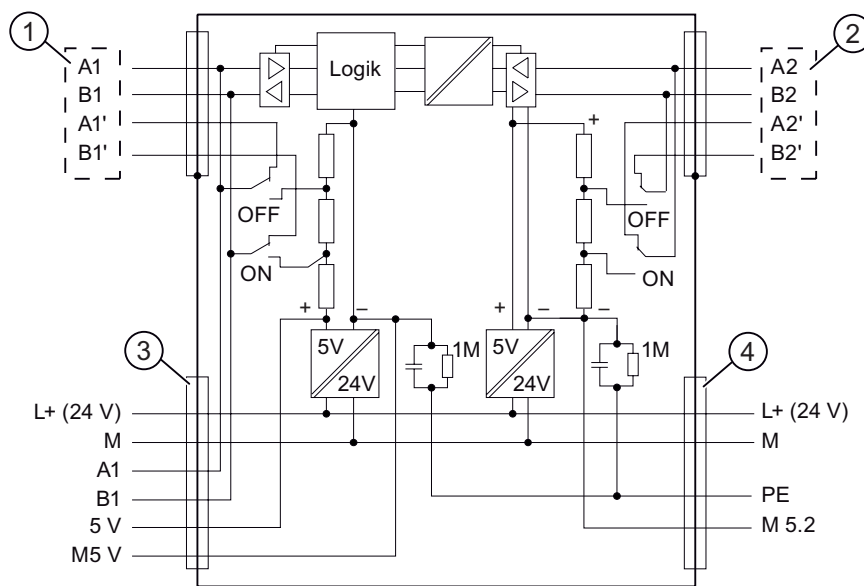 1
2
A1
B1
A1'
B1'
Logik
+
A2
B2
A2'
B2'
OFF
ON
OFF
ON
+
−
+
−
−
5V
24V
1M
5V
24V
1M
3
4
L+ (24 V)
M
A1
B1
5 V
M5 V
L+ (24 V)
M
PE
M 5.2